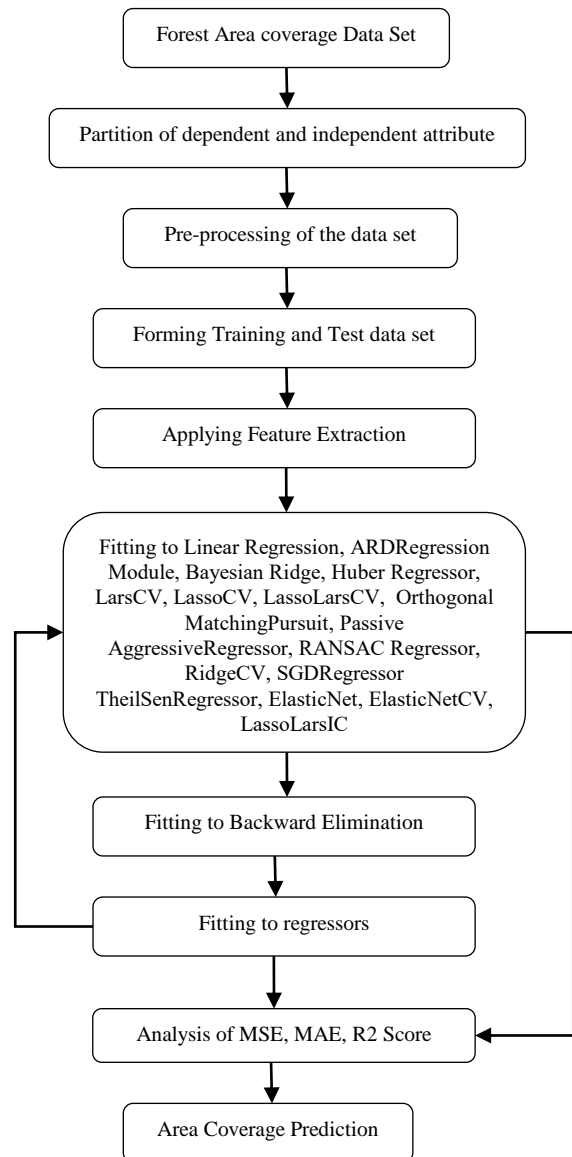 Forest Area coverage Data Set
Partition of dependent and independent attribute
Pre-processing of the data set
Forming Training and Test data set
Applying Feature Extraction
Fitting to Linear Regression, ARDRegression
Module, Bayesian Ridge, Huber Regressor,
LarsCV, LassoCV, LassoLarsCV, Orthogonal
MatchingPursuit, Passive
AggressiveRegressor, RANSAC Regressor,
RidgeCV, SGDRegressor
TheilSenRegressor, ElasticNet, ElasticNetCV,
LassoLarsIC
Fitting to Backward Elimination
Fitting to regressors
Analysis of MSE, MAE, R2 Score
Area Coverage Prediction